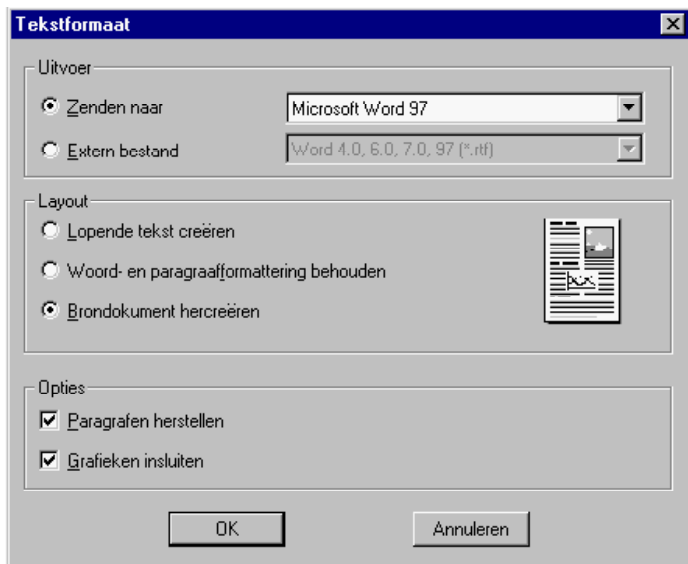 Tekstformaat
Uitvoer
Zenden naar
Microsoft Word 97
Extern bestand
Word 4.0, 6.0, 7.0, 97 (*.rtf)
Layout
Lopende tekst creëren
Woord- en paragraafformattering behouden
Brondokument hercreëren
Opties
Paragrafen herstellen
Grafieken insluiten
OK
Annuleren